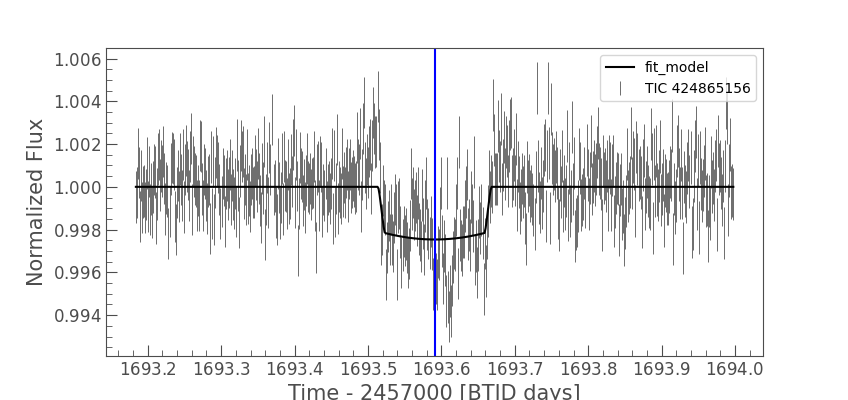 1.006
1.004
1.002
1.000
0.998
0.996
0.994
Normalized Flux
fit_model
TIC 424865156
1693.2 1693.3 1693.4 1693.5 1693.6 1693.7 1693.8 1693.9 1694.0
Time - 2457000 [BTJD days]